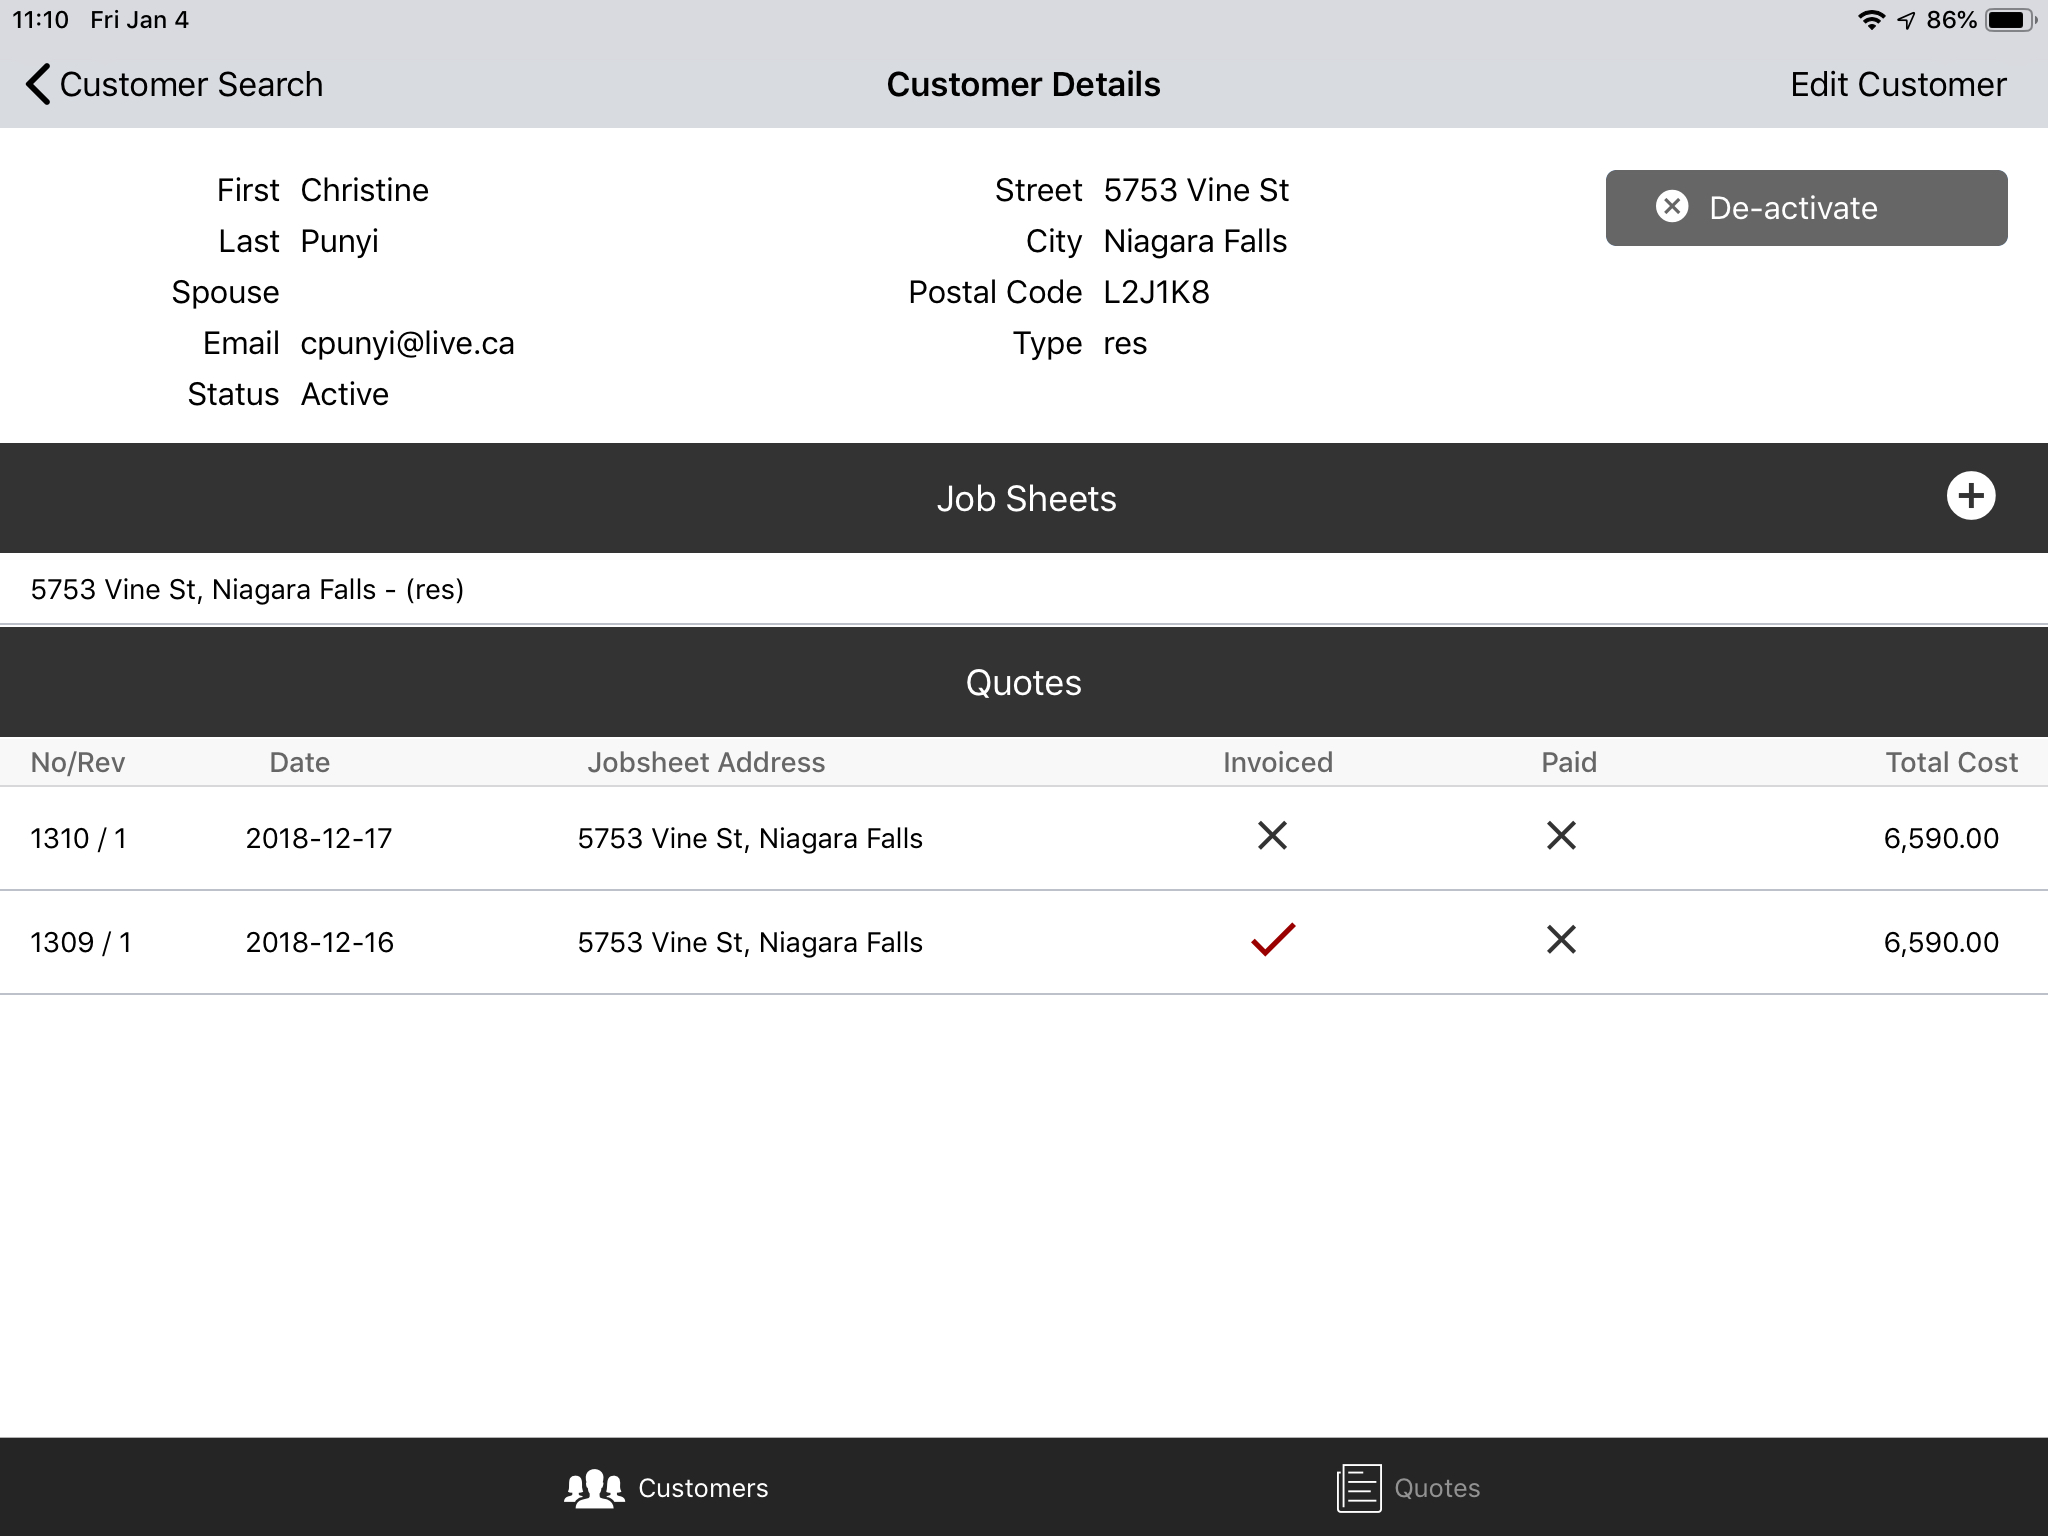 11:10 Fri Jan 4 86%
Customer Search Customer Details Edit Customer
First Christine Street 5753 Vine St De-activate
Last Punyi City Niagara Falls
Spouse Postal Code L2J1K8
Email cpunyi@live.ca Type res
Status Active
Job Sheets
5753 Vine St, Niagara Falls - (res)
Quotes
No/Rev Date Jobsheet Address Invoiced Paid Total Cost
1310 / 1 2018-12-17 5753 Vine St, Niagara Falls 6,590.00
1309 / 1 2018-12-16 5753 Vine St, Niagara Falls 6,590.00
Customers Quotes